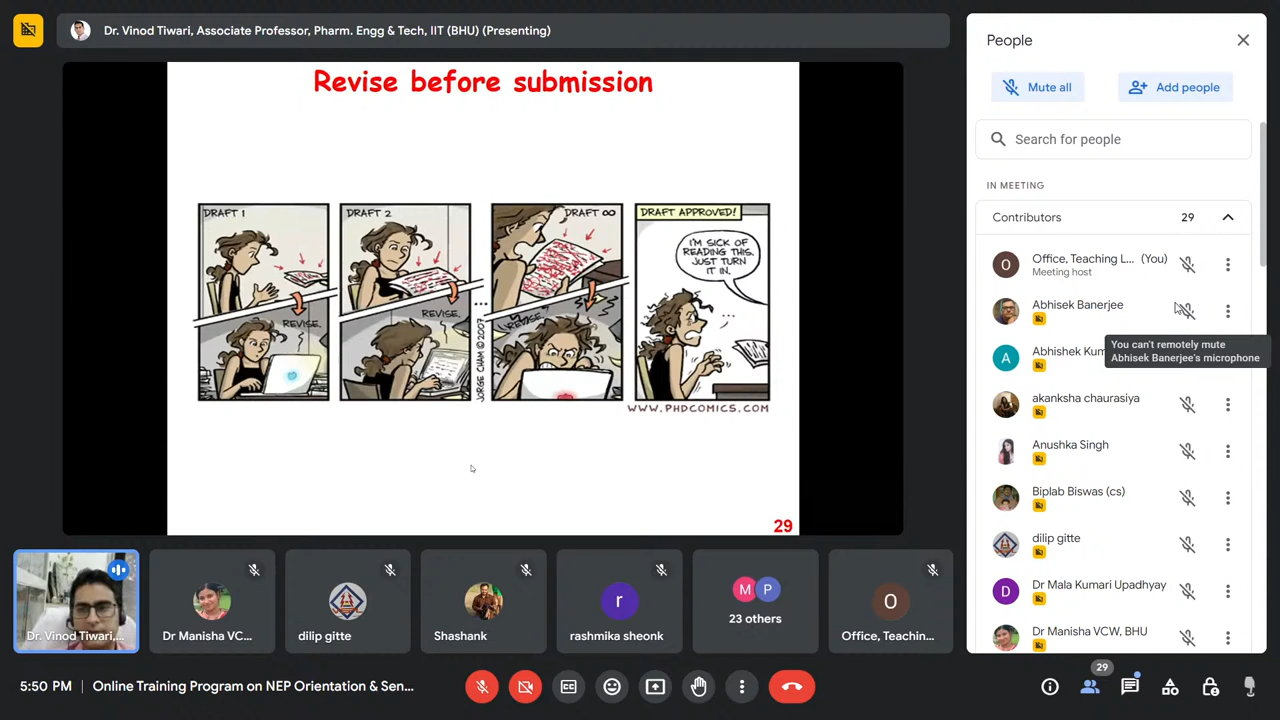 Dr. Vinod Tiwari, Associate Professor, Pharm. Engg & Tech, IIT (BHU) (Presenting)
Revise before submission
DRAFT 1
REVISE.
DRAFT 2
REVISE.
...
JORGE CHAM © 2007
DRAFT ∞
REVISE.
DRAFT APPROVED!
I'M SICK OF
READING THIS.
JUST TURN
IT IN.
WWW.PHDCOMICS.COM
29
Dr. Vinod Tiwari,...
Dr Manisha VC...
dilip gitte
Shashank
r
rashmika sheonk
M P
23 others
O
Office, Teachin...
5:50 PM | Online Training Program on NEP Orientation & Sen...
People
Mute all
Add people
Search for people
IN MEETING
Contributors 29
O
Office, Teaching L... (You)
Meeting host
Abhisek Banerjee
You can't remotely mute
Abhisek Banerjee's microphone
A
Abhishek Kum
akanksha chaurasiya
Anushka Singh
Biplab Biswas (cs)
dilip gitte
D
Dr Mala Kumari Upadhyay
Dr Manisha VCW, BHU
29